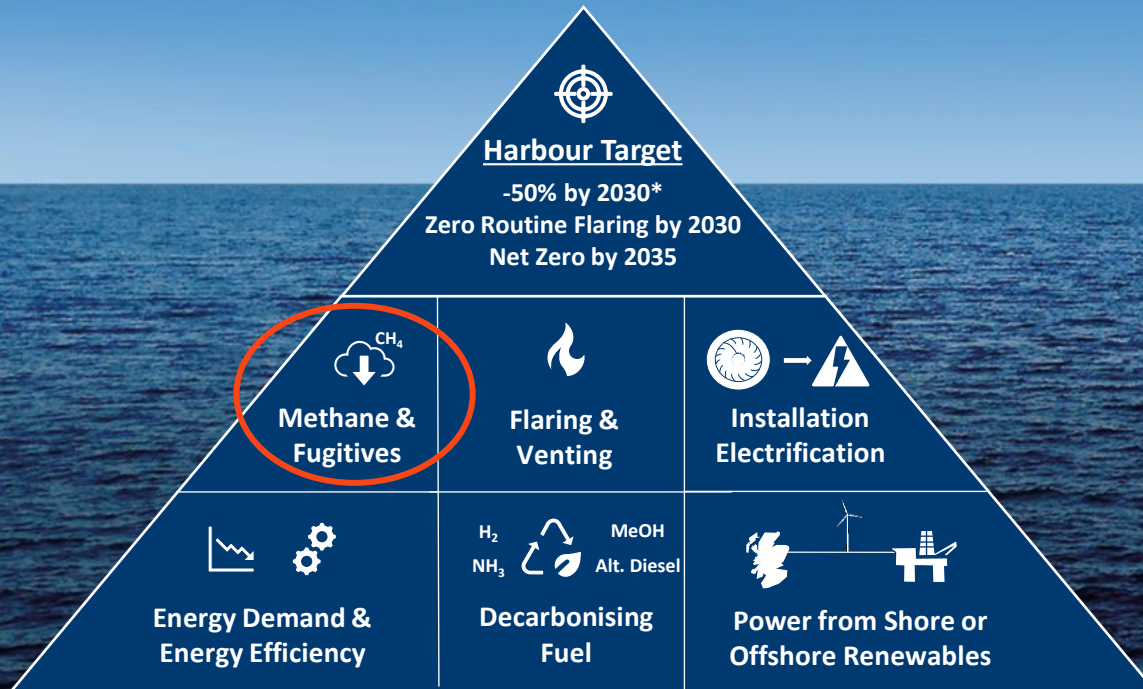 Harbour Target
-50% by 2030*
Zero Routine Flaring by 2030
Net Zero by 2035
CH₄
Methane &
Fugitives
Flaring &
Venting
Installation
Electrification
Energy Demand &
Energy Efficiency
H₂
MeOH
NH₃
Alt. Diesel
Decarbonising
Fuel
Power from Shore or
Offshore Renewables